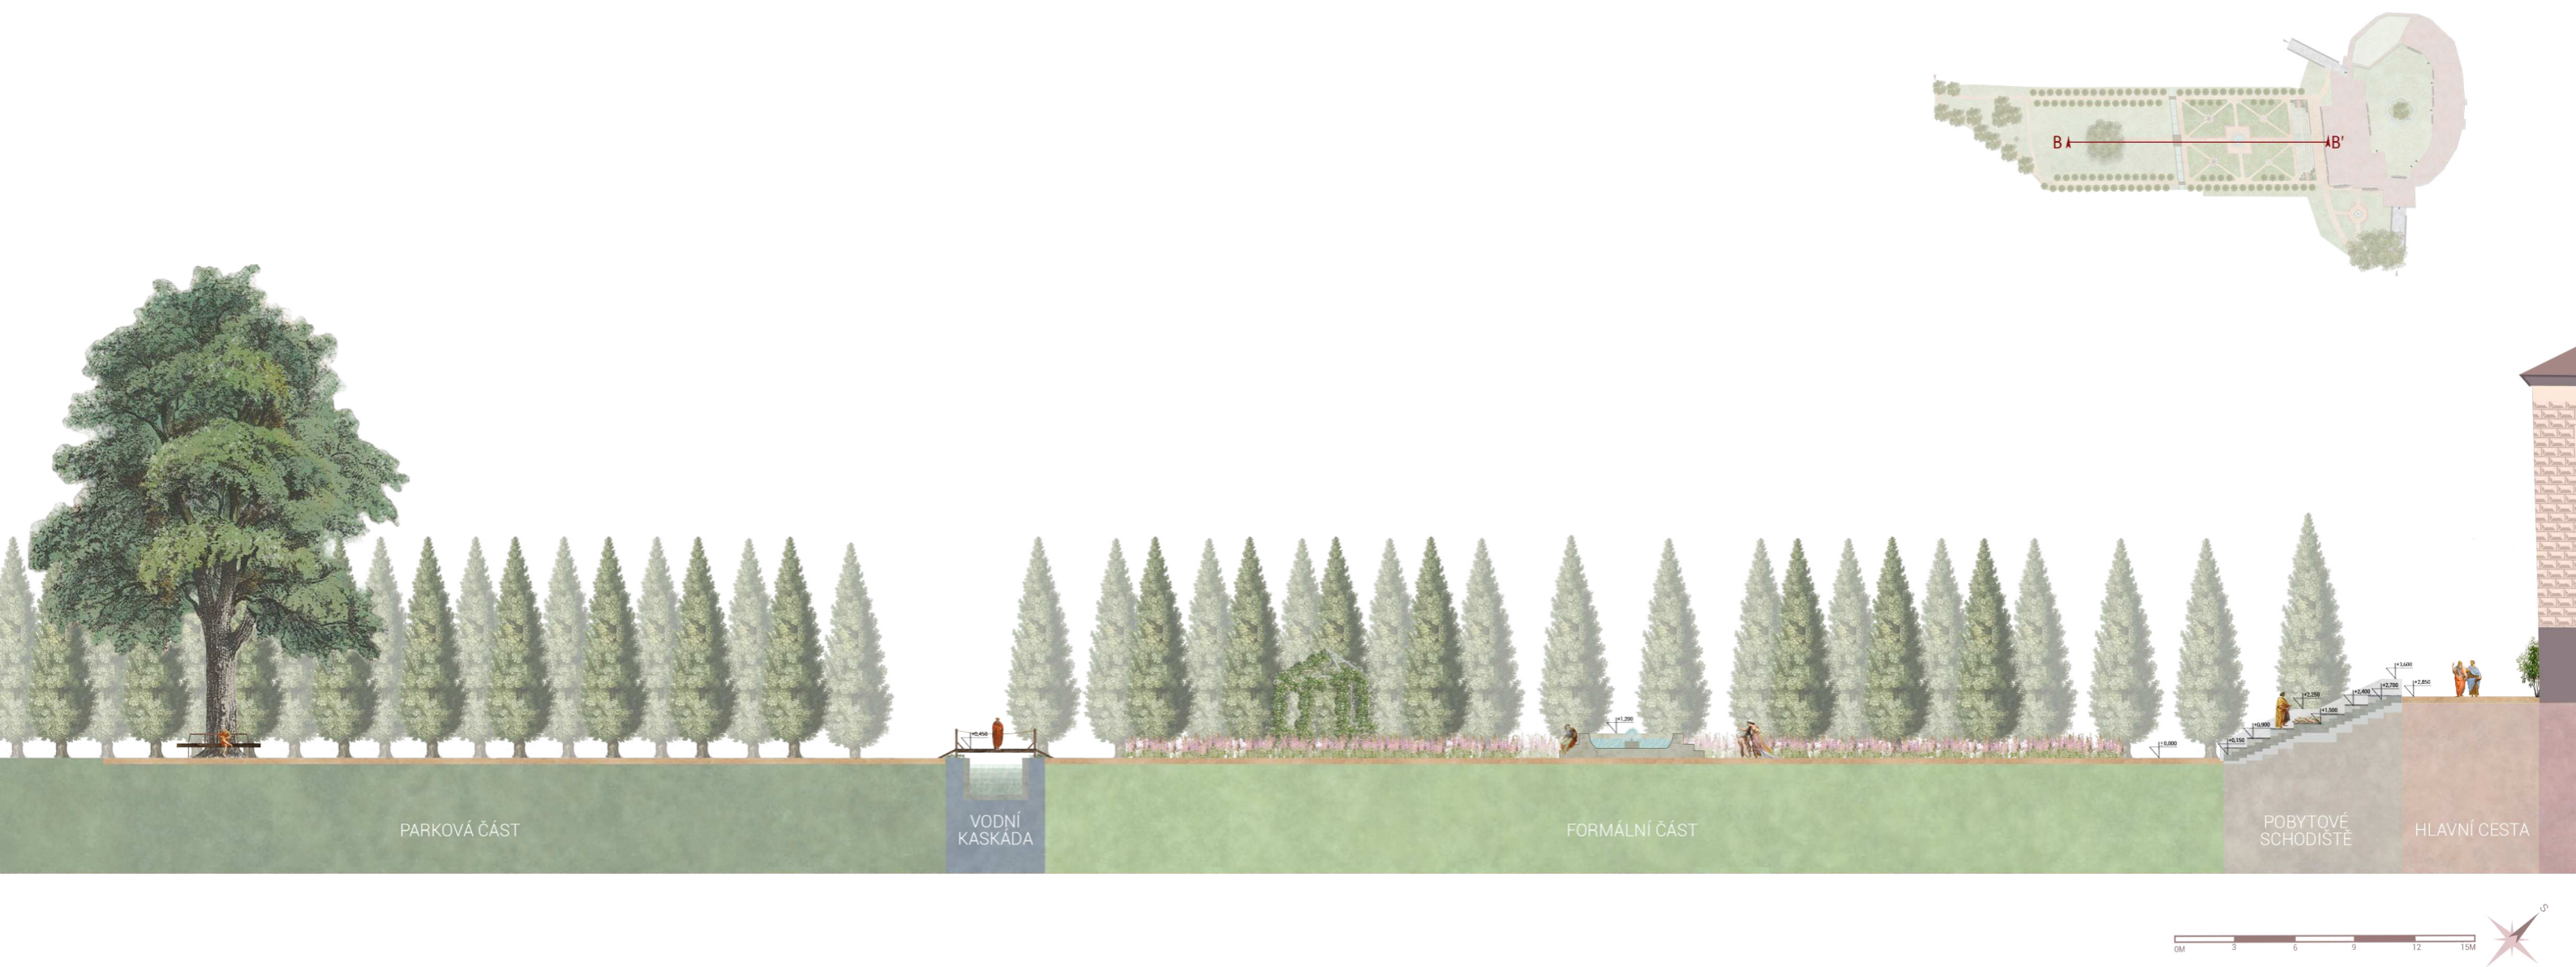 B
B'
+3,600
+2,850
+2,700
+2,400
+2,250
+1,500
+0,900
+0,150
±0,000
+1,200
+0,450
PARKOVÁ ČÁST
VODNÍ
KASKÁDA
FORMÁLNÍ ČÁST
POBYTOVÉ
SCHODIŠTĚ
HLAVNÍ CESTA
S
0M
3
6
9
12
15M